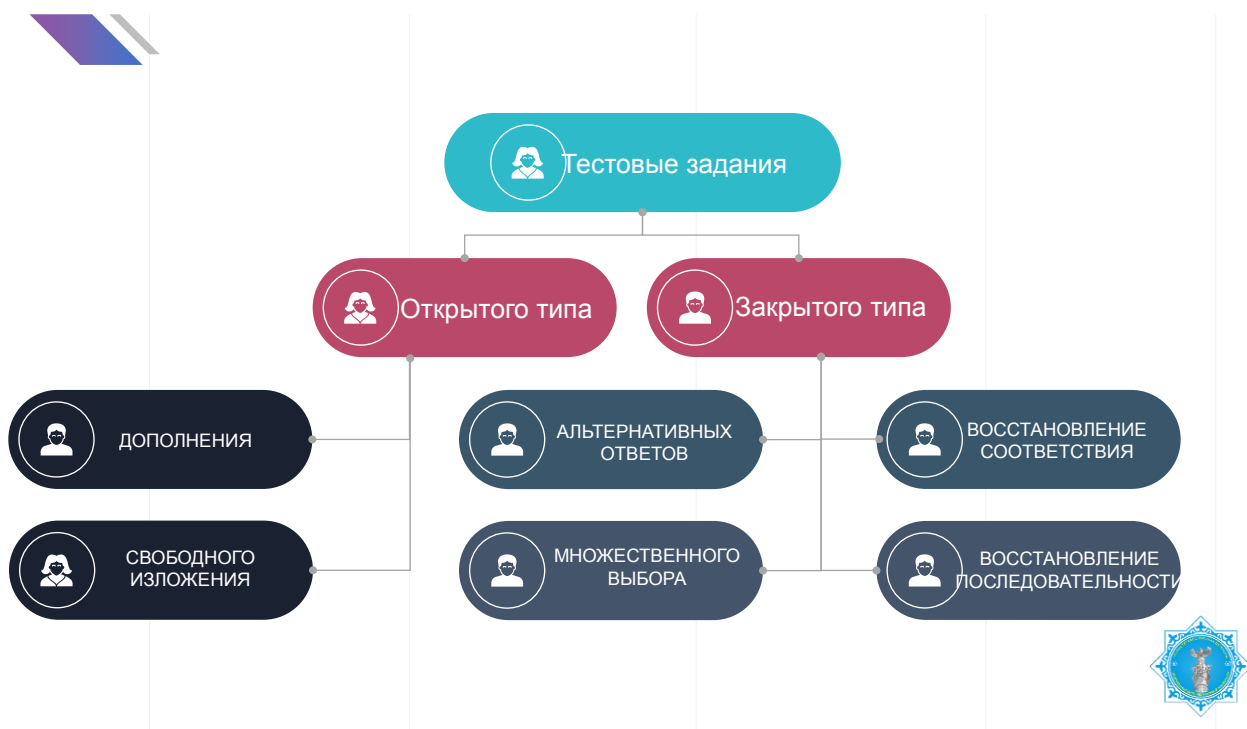 Тестовые задания
Открытого типа
Закрытого типа
ДОПОЛНЕНИЯ
АЛЬТЕРНАТИВНЫХ
ОТВЕТОВ
ВОССТАНОВЛЕНИЕ
СООТВЕТСТВИЯ
СВОБОДНОГО
ИЗЛОЖЕНИЯ
МНОЖЕСТВЕННОГО
ВЫБОРА
ВОССТАНОВЛЕНИЕ
ПОСЛЕДОВАТЕЛЬНОСТИ